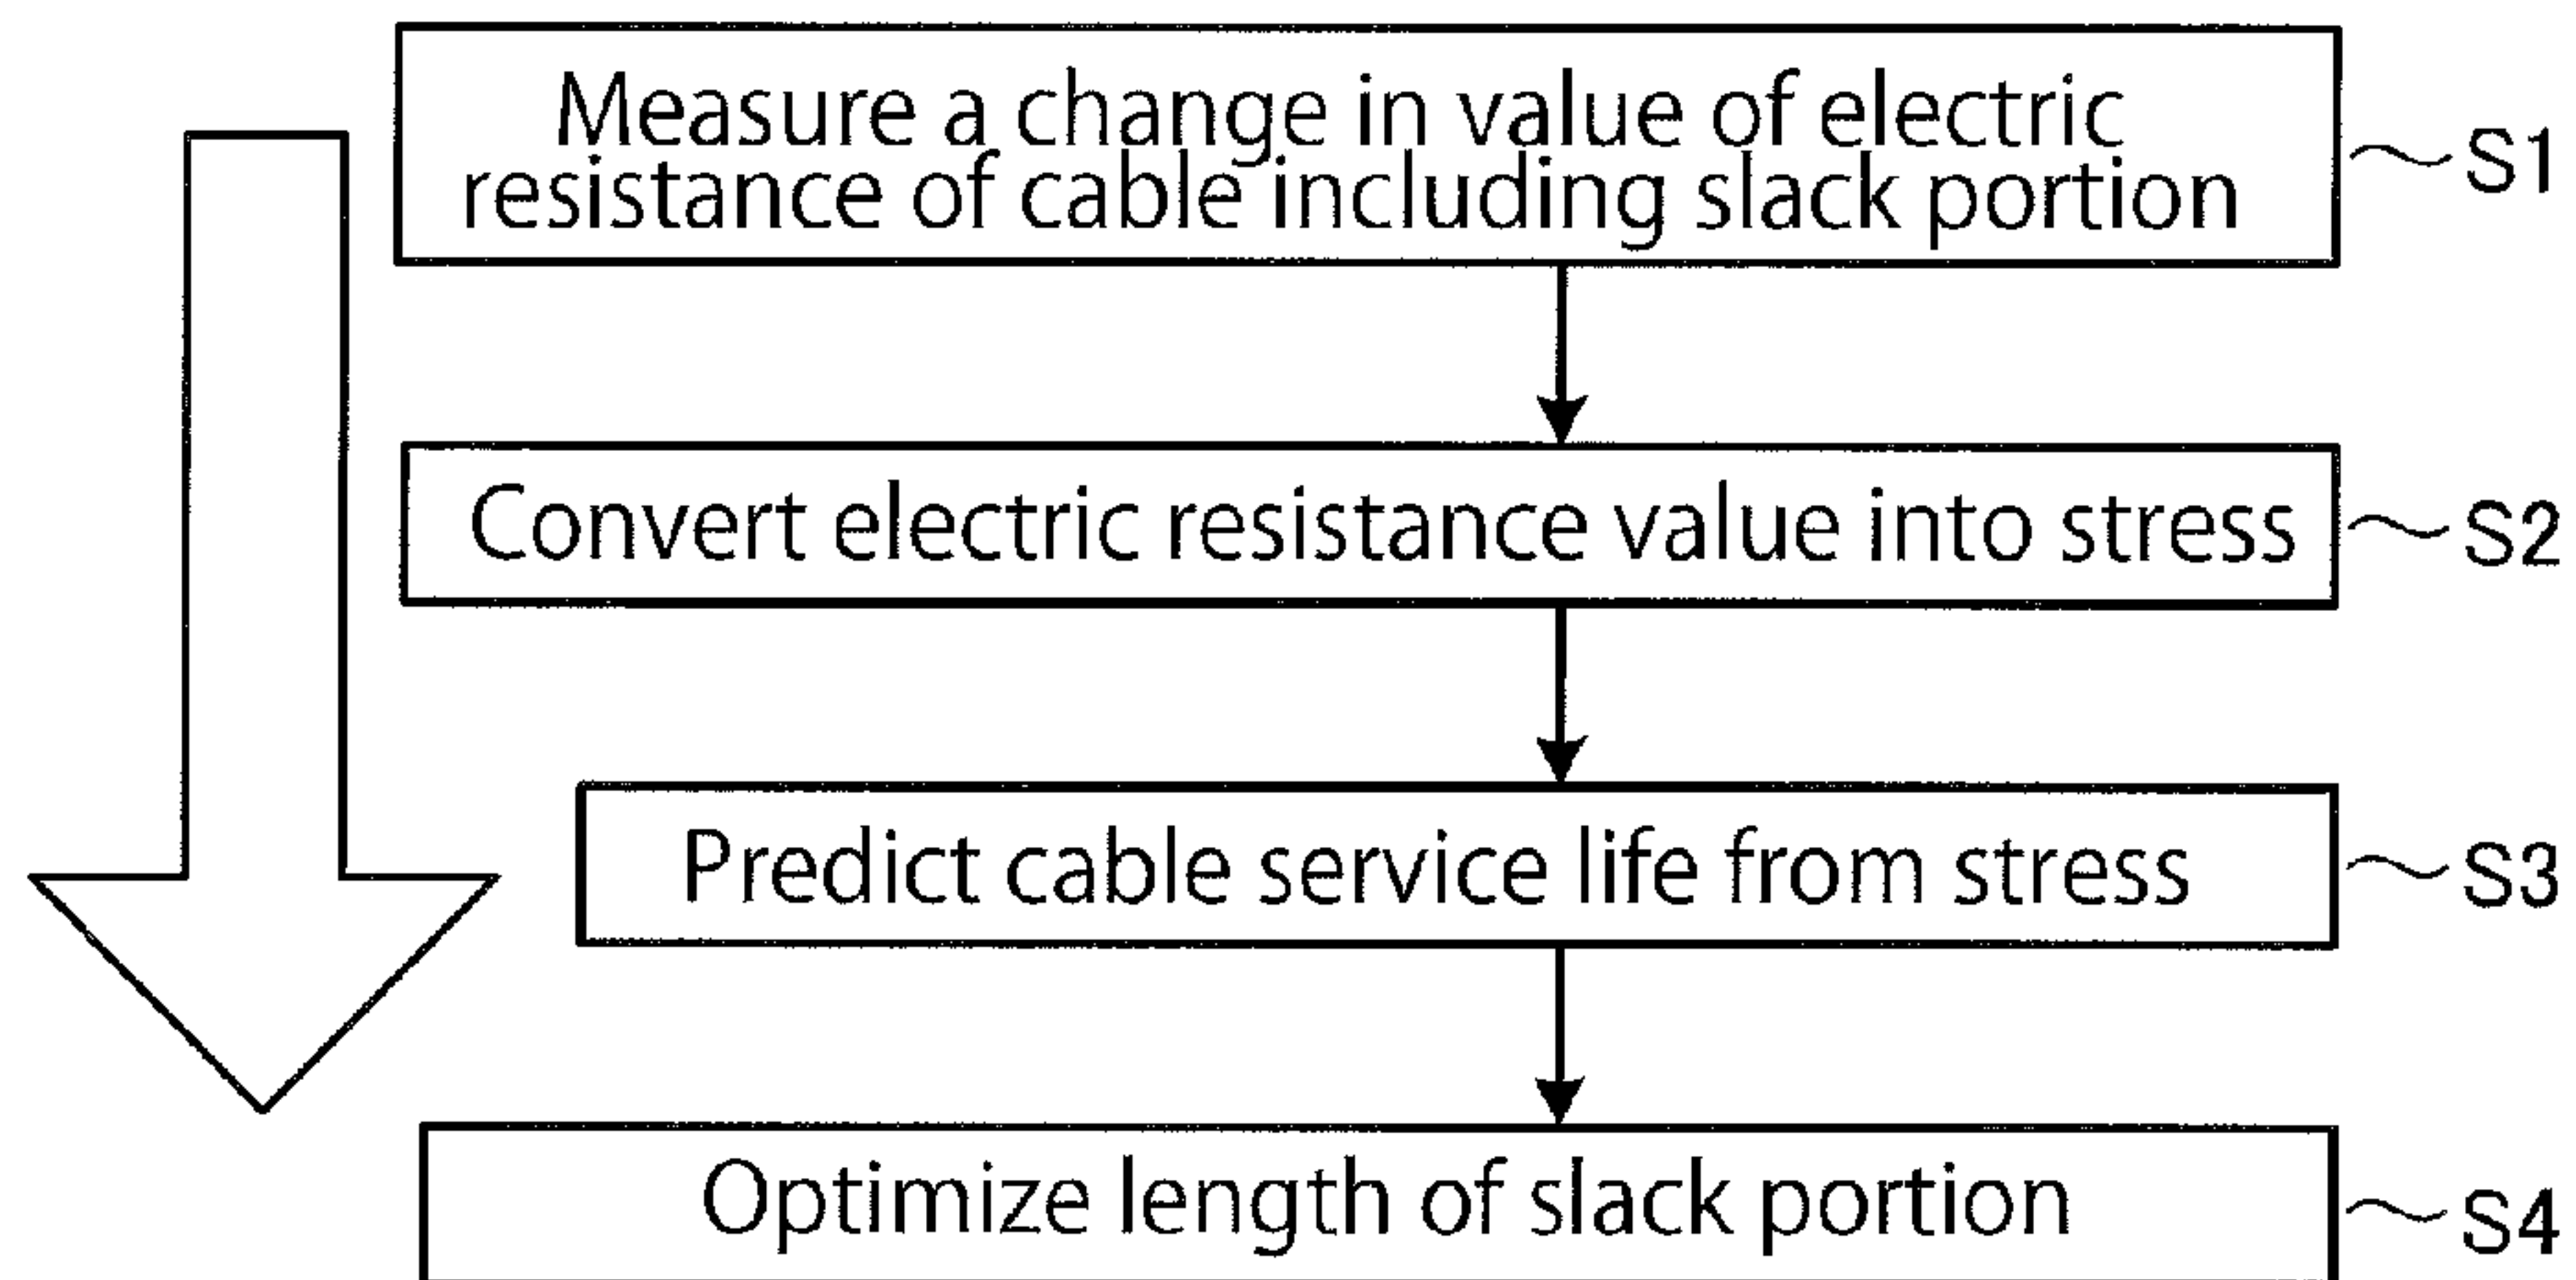 Measure a change in value of electric
resistance of cable including slack portion
S1
Convert electric resistance value into stress
S2
Predict cable service life from stress
S3
Optimize length of slack portion
S4